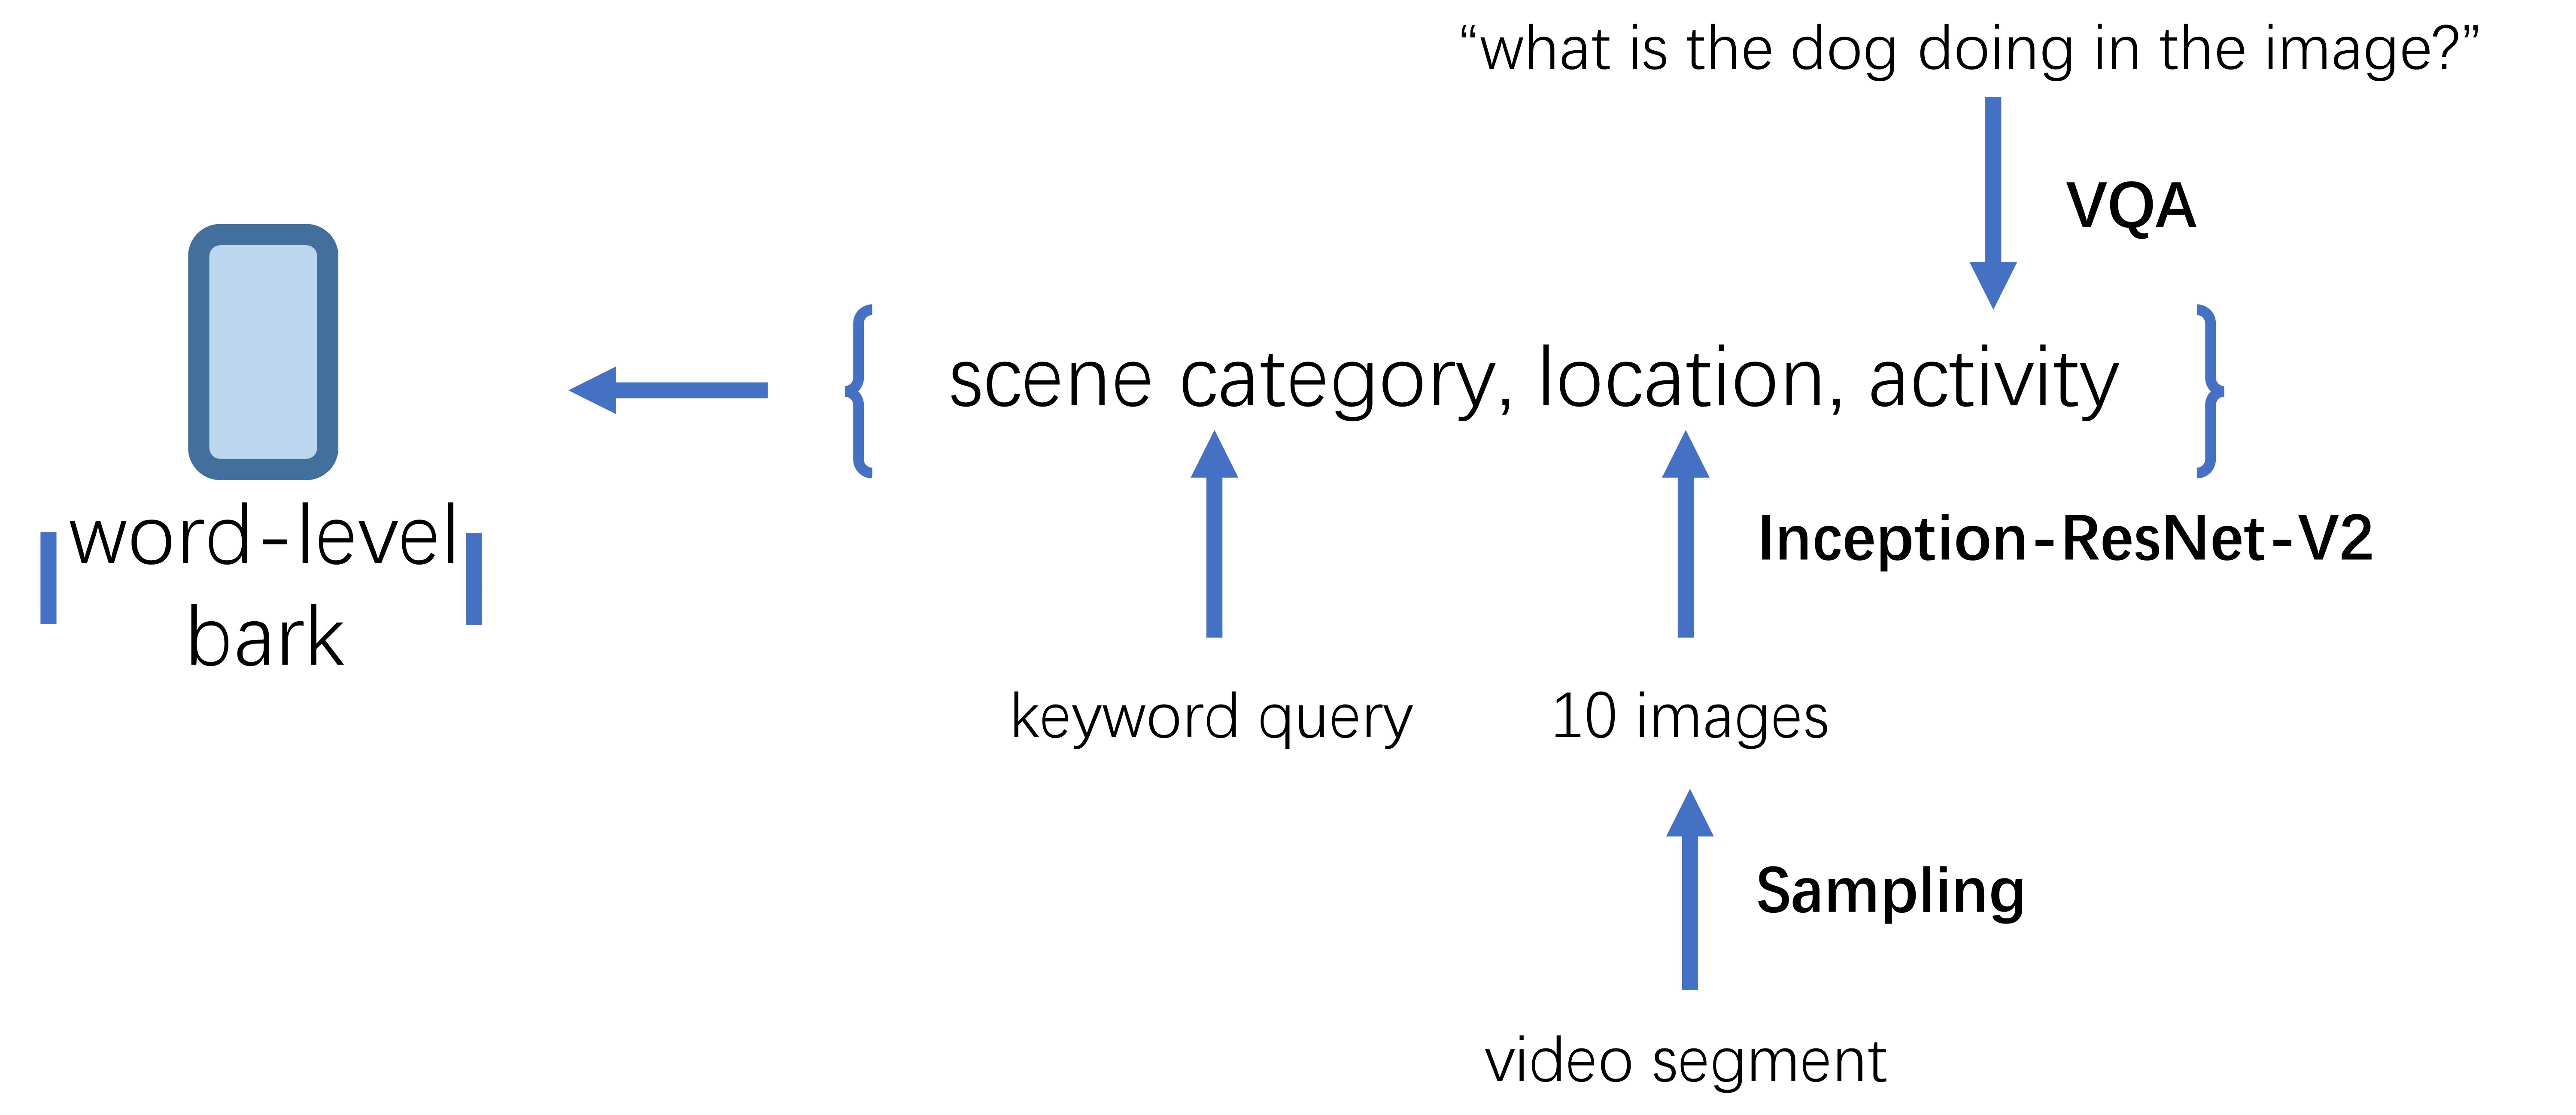 “what is the dog doing in the image?”
VQA
scene category, location, activity
word-level
bark
Inception-ResNet-V2
keyword query
10 images
Sampling
video segment